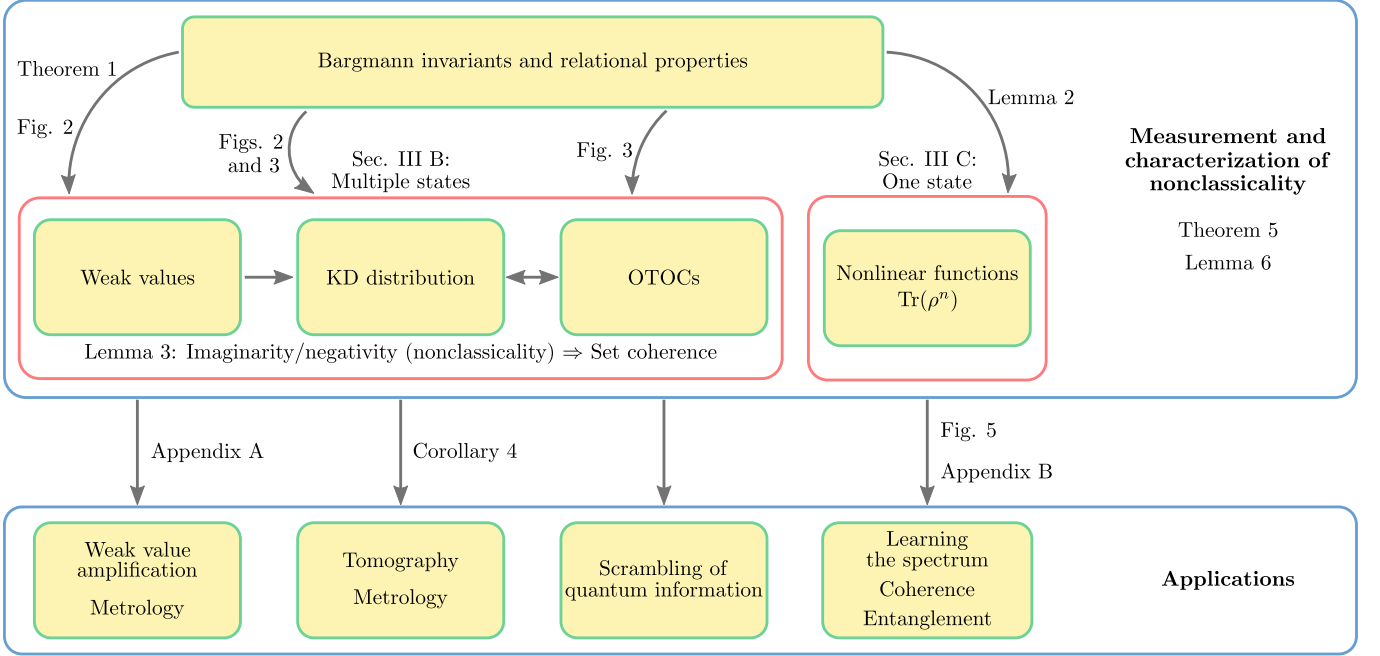 Bargmann invariants and relational properties
Theorem 1
Fig. 2
Figs. 2
and 3
Sec. III B:
Multiple states
Fig. 3
Lemma 2
Sec. III C:
One state
Measurement and
characterization of
nonclassicality
Theorem 5
Lemma 6
Weak values
KD distribution
OTOCs
Nonlinear functions
Tr(ρⁿ)
Lemma 3: Imaginarity/negativity (nonclassicality) ⇒ Set coherence
Appendix A
Corollary 4
Fig. 5
Appendix B
Weak value
amplification
Metrology
Tomography
Metrology
Scrambling of
quantum information
Learning
the spectrum
Coherence
Entanglement
Applications